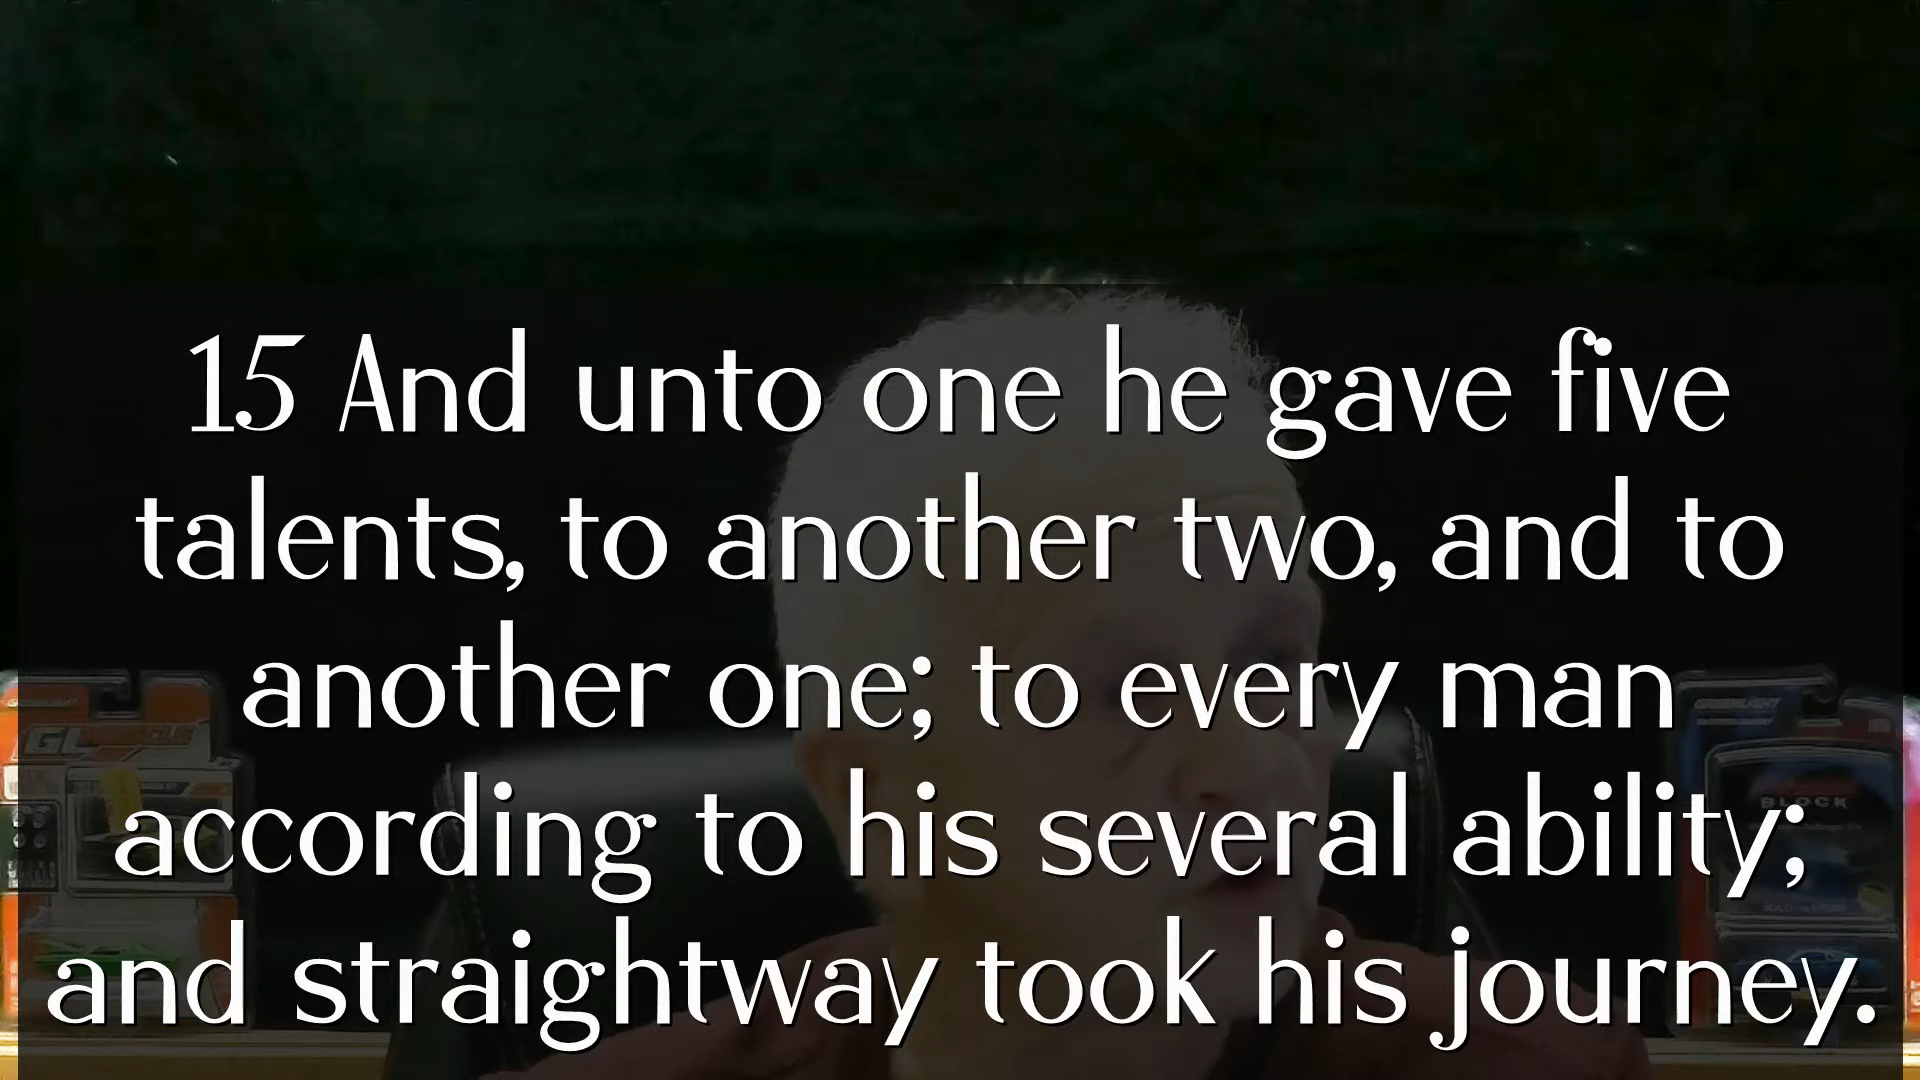 15 And unto one he gave five
talents, to another two, and to
another one; to every man
according to his several ability;
and straightway took his journey.
BLOCK